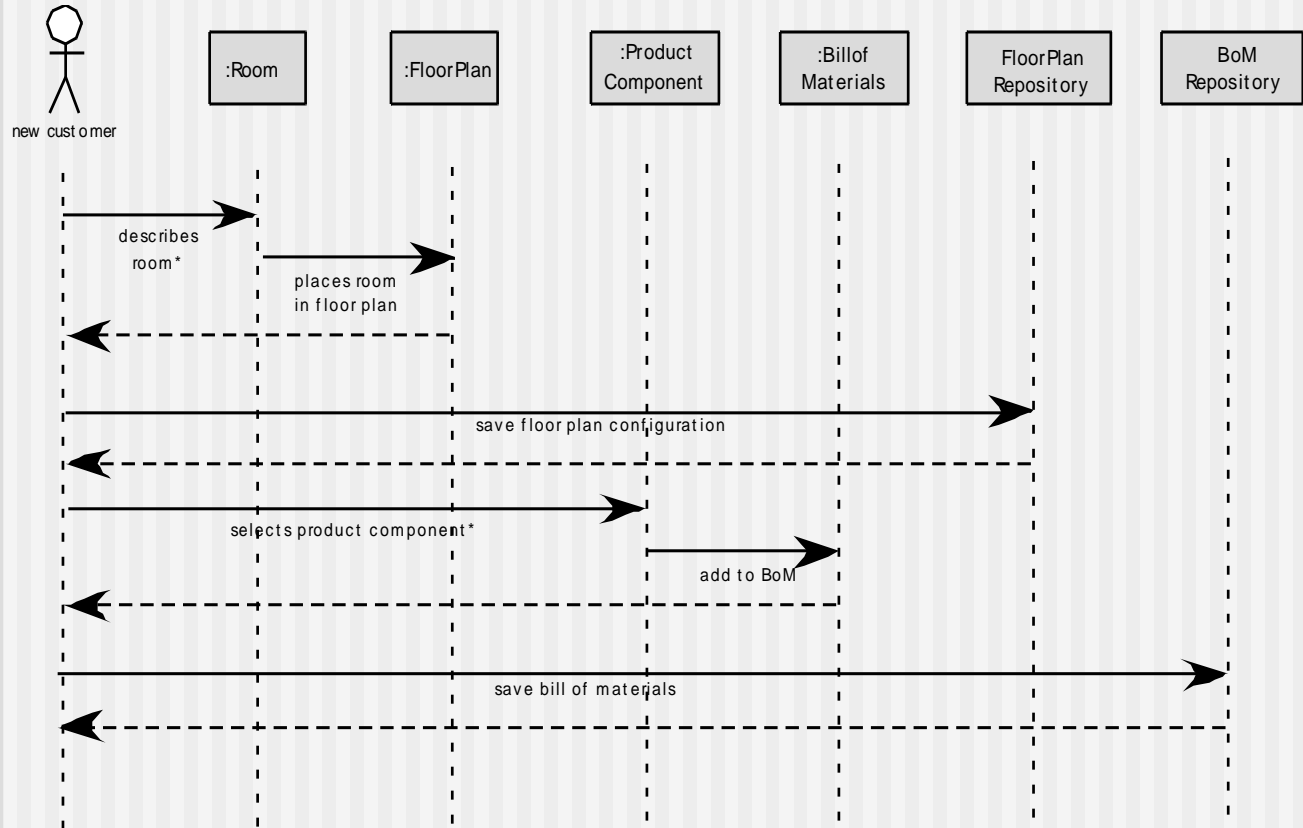 new customer
:Room
:FloorPlan
:Product
Component
:Billof
Materials
FloorPlan
Repository
BoM
Repository
describes
room*
places room
in floor plan
save floor plan configuration
selects product component*
add to BoM
save bill of materials